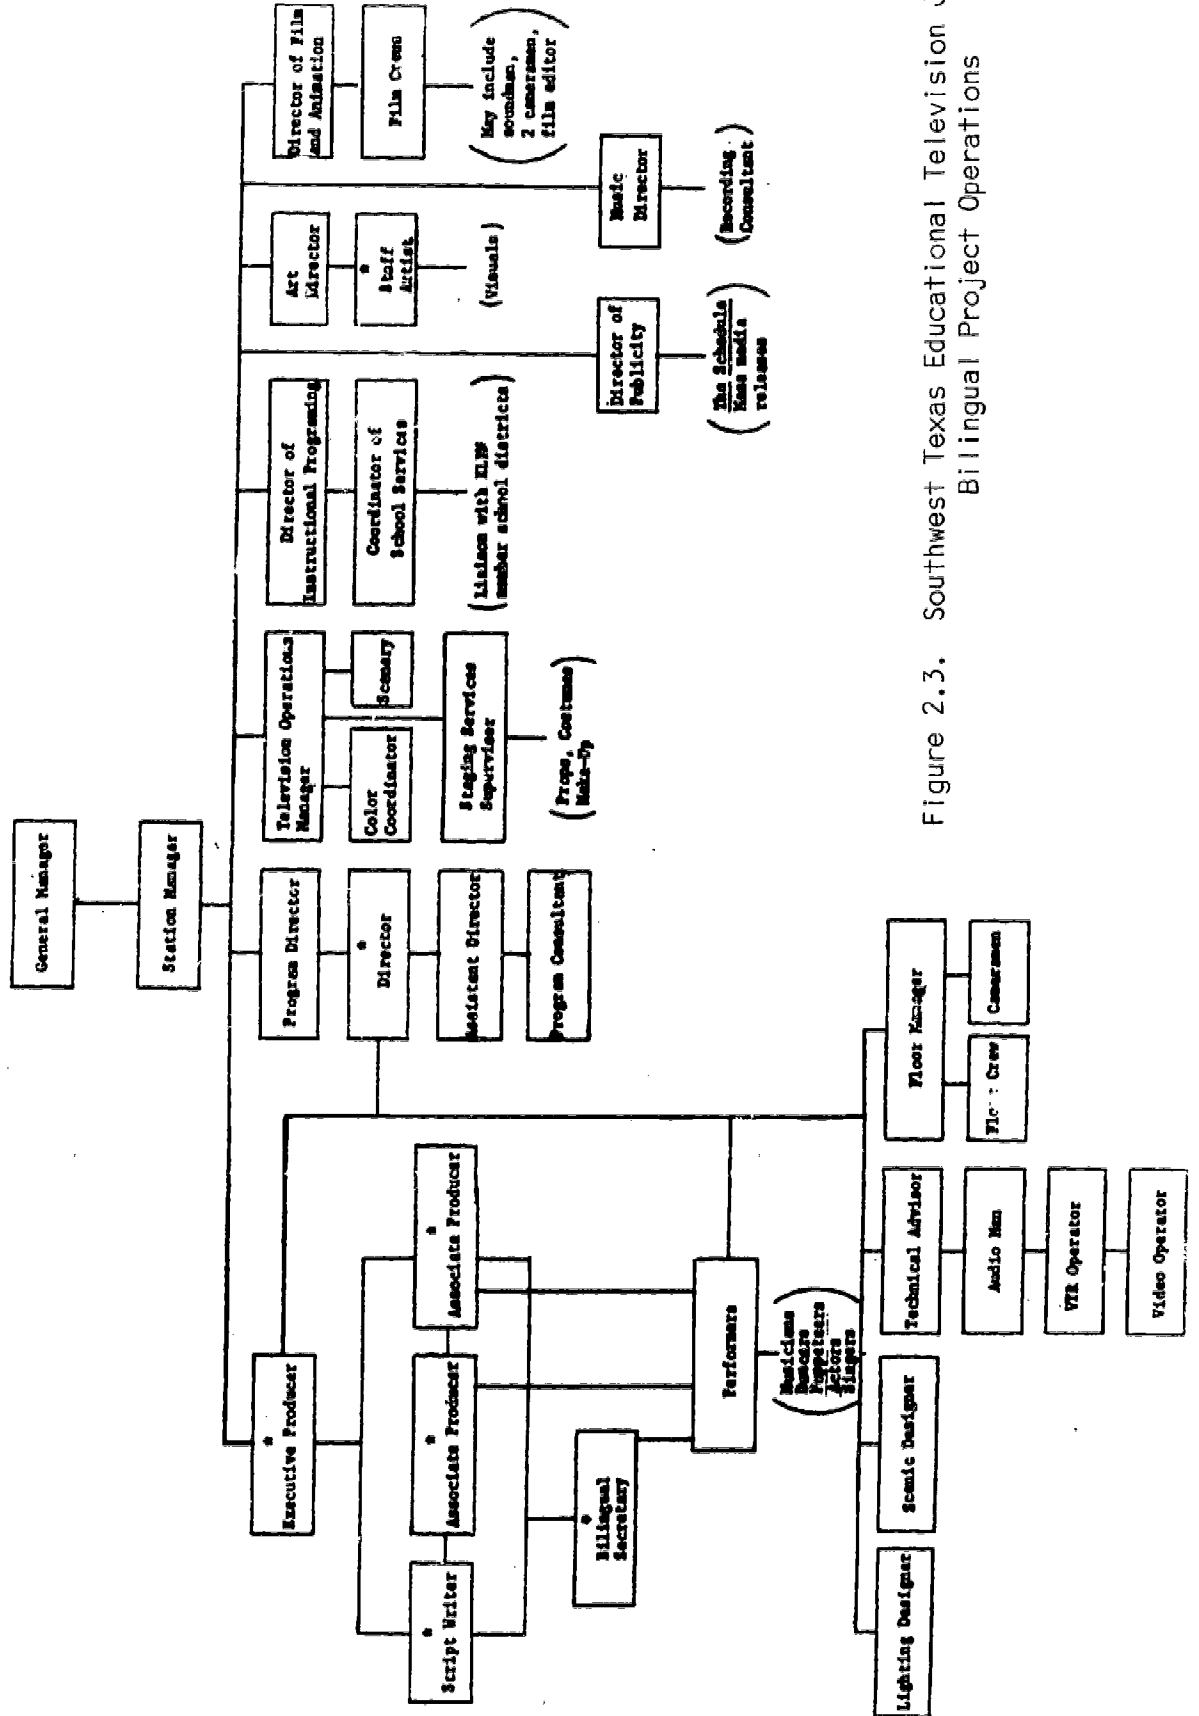 General Manager
Station Manager
*
Executive Producer
*
Script Writer
*
Associate Producer
*
Associate Producer
*
Bilingual
Secretary
Performers
(Musicians
Puppeteers
Actors
Singers)
Program Director
*
Director
Assistant Director
Program Consultant
Television Operations
Manager
Color
Coordinator
Scenary
Staging Services
Supervisor
(Props, Costumes
Make-Up)
Director of
Instructional Programing
Coordinator of
School Services
(Liaison with KLRN
member school districts)
Director of
Publicity
(The Schedule
media
releases)
Art
Director
*
Staff
Artist
(Visuals)
Music
Director
(Recording
Consultant)
Director of Film
and Animation
Film Crews
(May include
soundman,
2 cameramen,
film editor)
Lighting Designer
Scenic Designer
Technical Advisor
Audio Man
VTR Operator
Video Operator
Floor Manager
Crew
Cameramen
Figure 2.3. Southwest Texas Educational Television
Bilingual Project Operations